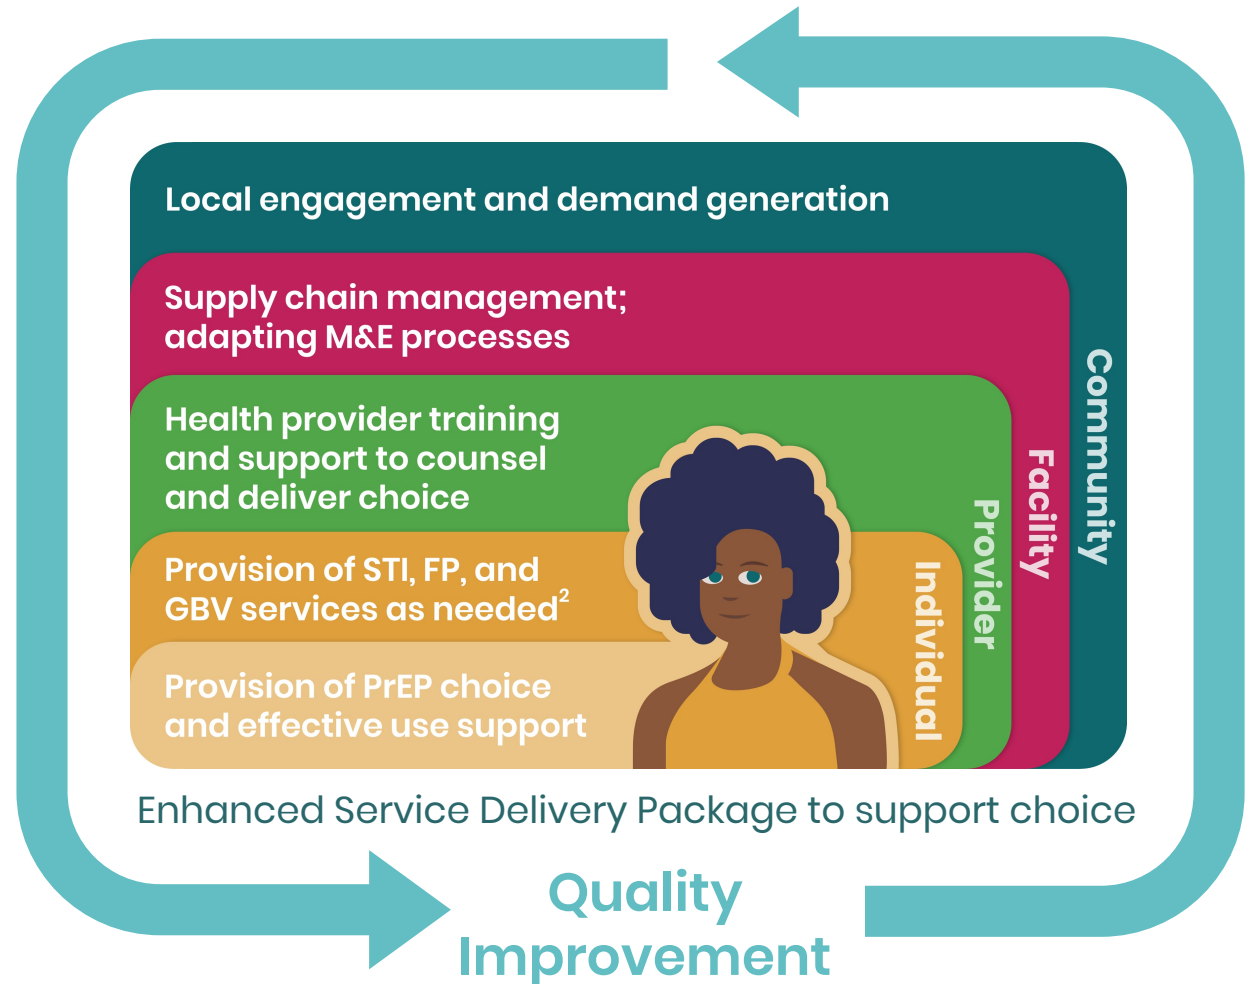 Local engagement and demand generation
Supply chain management;
adapting M&E processes
Health provider training
and support to counsel
and deliver choice
Provision of STI, FP, and
GBV services as needed²
Provision of PrEP choice
and effective use support
Individual
Provider
Facility
Community
Enhanced Service Delivery Package to support choice
Quality
Improvement